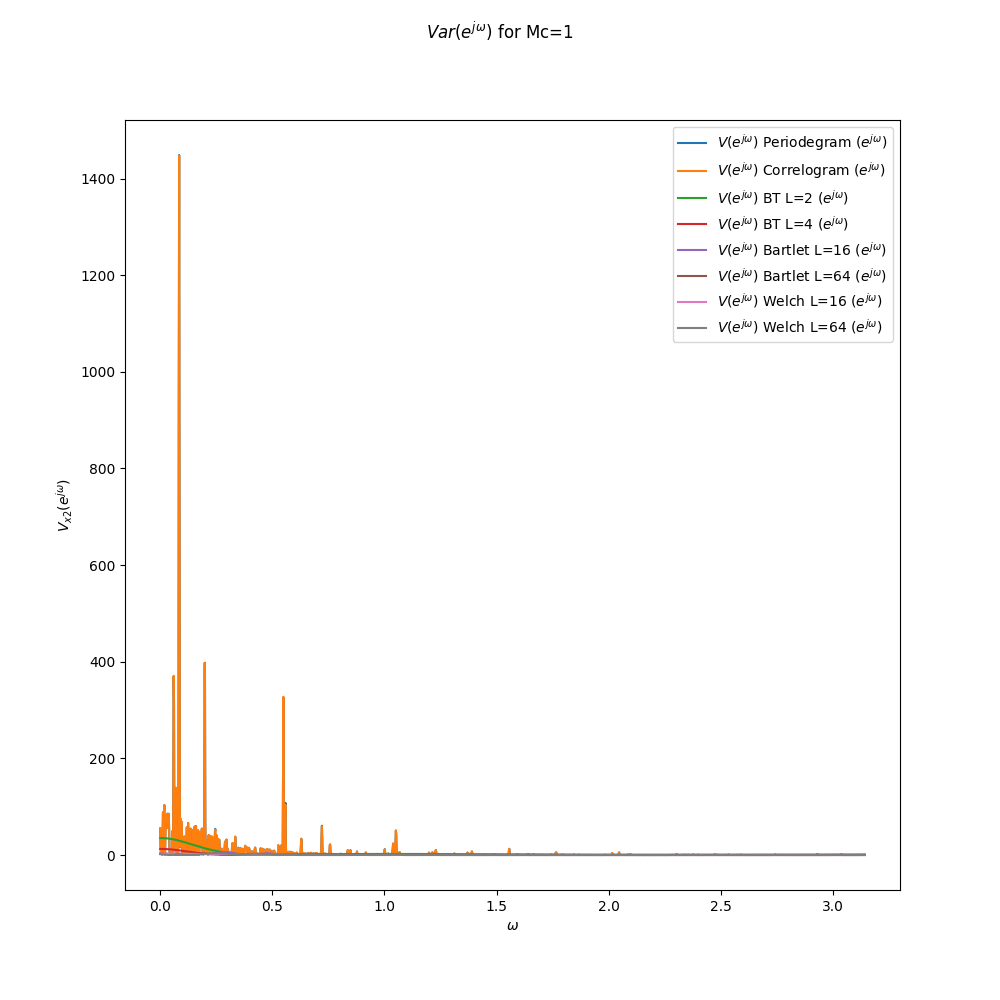 Var(e^{jω}) for Mc=1
V(e^{jω}) Periodegram (e^{jω})
V(e^{jω}) Correlogram (e^{jω})
V(e^{jω}) BT L=2 (e^{jω})
V(e^{jω}) BT L=4 (e^{jω})
V(e^{jω}) Bartlet L=16 (e^{jω})
V(e^{jω}) Bartlet L=64 (e^{jω})
V(e^{jω}) Welch L=16 (e^{jω})
V(e^{jω}) Welch L=64 (e^{jω})
1400
1200
1000
800
600
400
200
0
V_{x2}(e^{jω})
0.0 0.5 1.0 1.5 2.0 2.5 3.0
ω